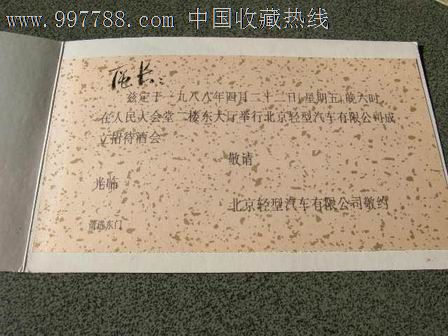 www.997788.com 中国收藏热线
兹定于一九八八年四月二十二日(星期五)晚六时
在人民大会堂二楼东大厅举行北京轻型汽车有限公司成
立招待酒会
敬请
光临
北京轻型汽车有限公司敬约